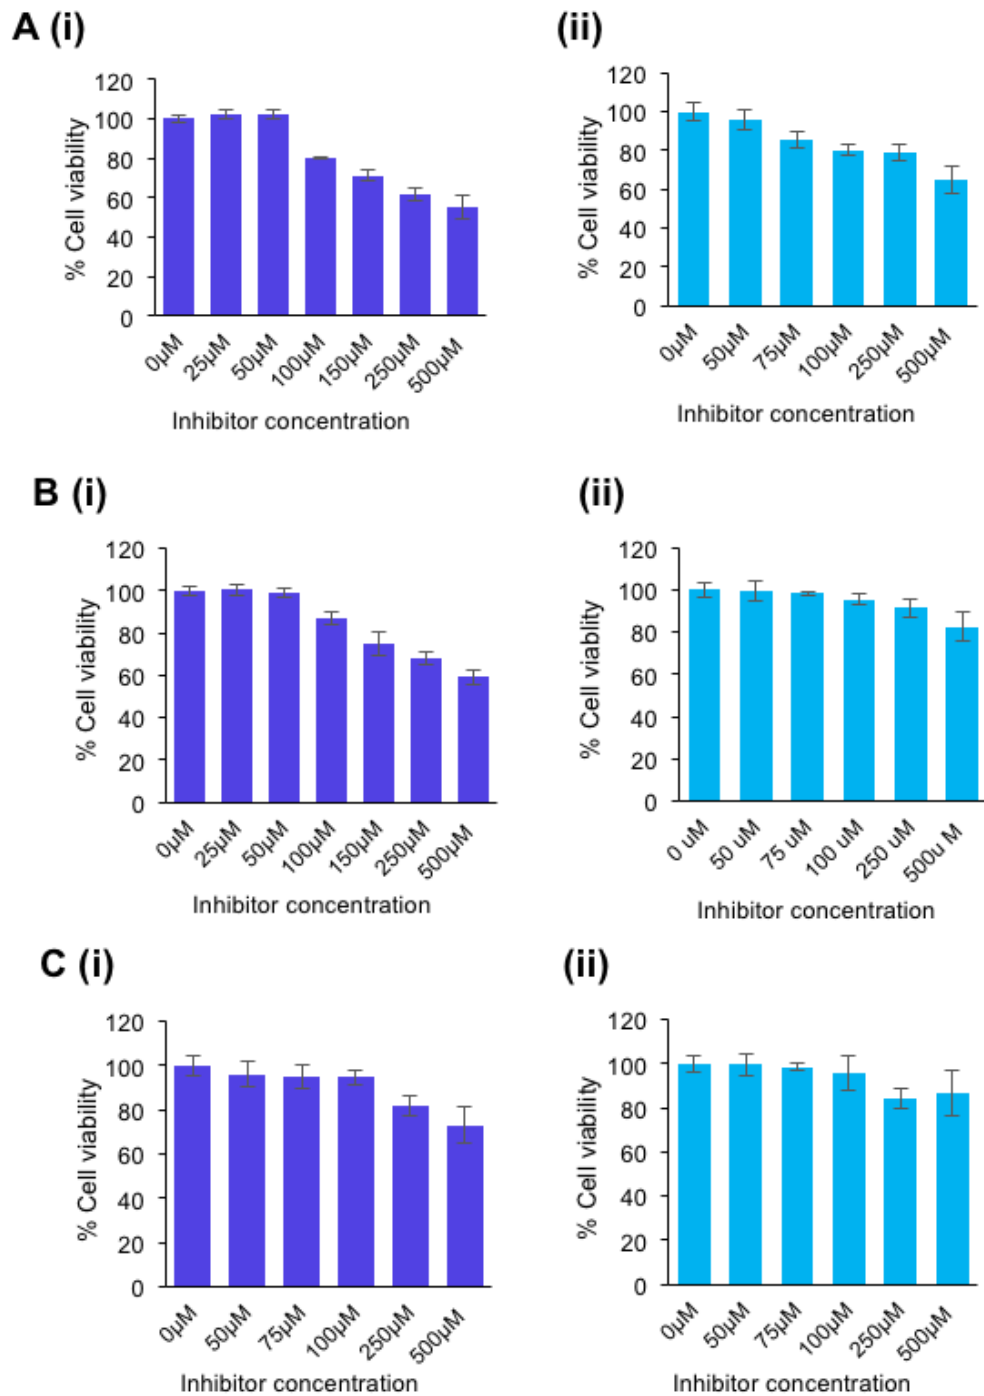 A (i)
(ii)
120
100
80
60
40
20
0
% Cell viability
0µM
25µM
50µM
100µM
150µM
250µM
500µM
Inhibitor concentration
120
100
80
60
40
20
0
% Cell viability
0µM
50µM
75µM
100µM
250µM
500µM
Inhibitor concentration
B (i)
(ii)
120
100
80
60
40
20
0
% Cell viability
0µM
25µM
50µM
100µM
150µM
250µM
500µM
Inhibitor concentration
120
100
80
60
40
20
0
% Cell viability
0 uM
50 uM
75 uM
100 uM
250 uM
500u M
Inhibitor concentration
C (i)
(ii)
120
100
80
60
40
20
0
% Cell viability
0µM
50µM
75µM
100µM
250µM
500µM
Inhibitor concentration
120
100
80
60
40
20
0
% Cell viability
0µM
50µM
75µM
100µM
250µM
500µM
Inhibitor concentration